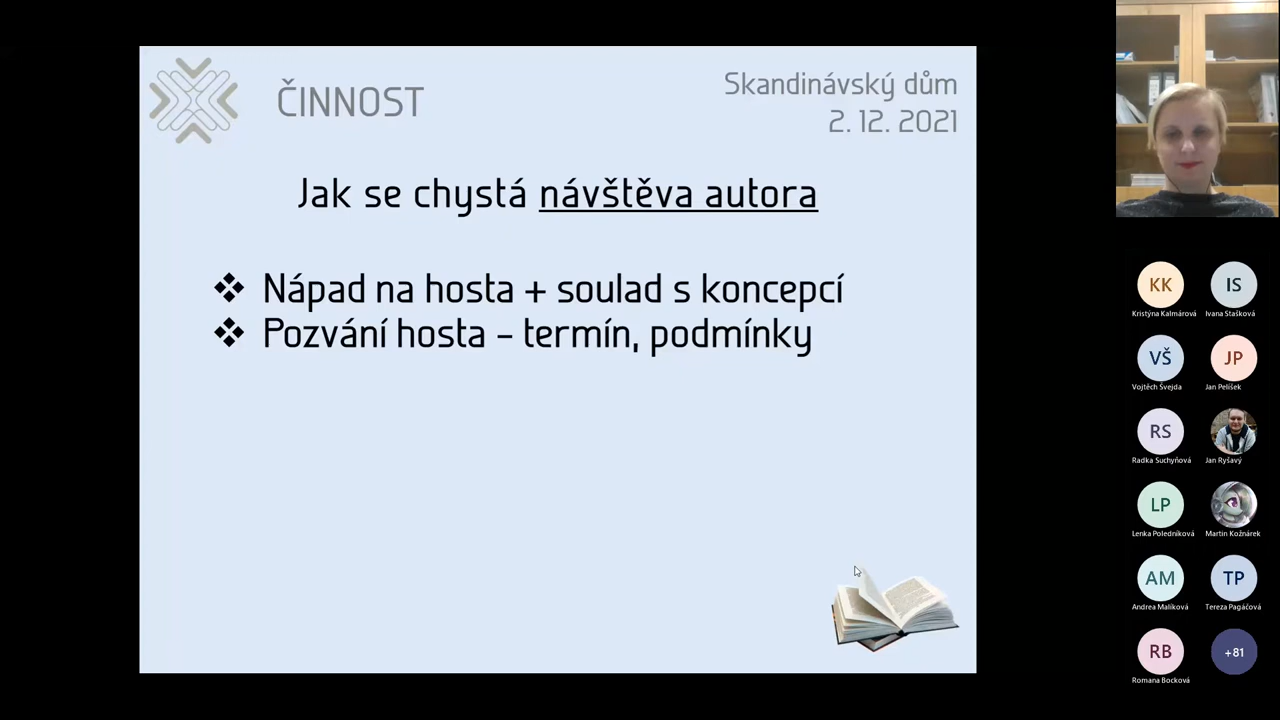 ČINNOST
Skandinávský dům
2. 12. 2021
Jak se chystá návštěva autora
❖ Nápad na hosta + soulad s koncepcí
❖ Pozvání hosta – termín, podmínky
KK
Kristýna Kalmárová
IS
Ivana Stašková
VŠ
Vojtěch Švejda
JP
Jan Pelíšek
RS
Radka Suchyňová
Jan Ryšavý
LP
Lenka Poledníková
Martin Kožnárek
AM
Andrea Malíková
TP
Tereza Pagáčová
RB
Romana Bocková
+81